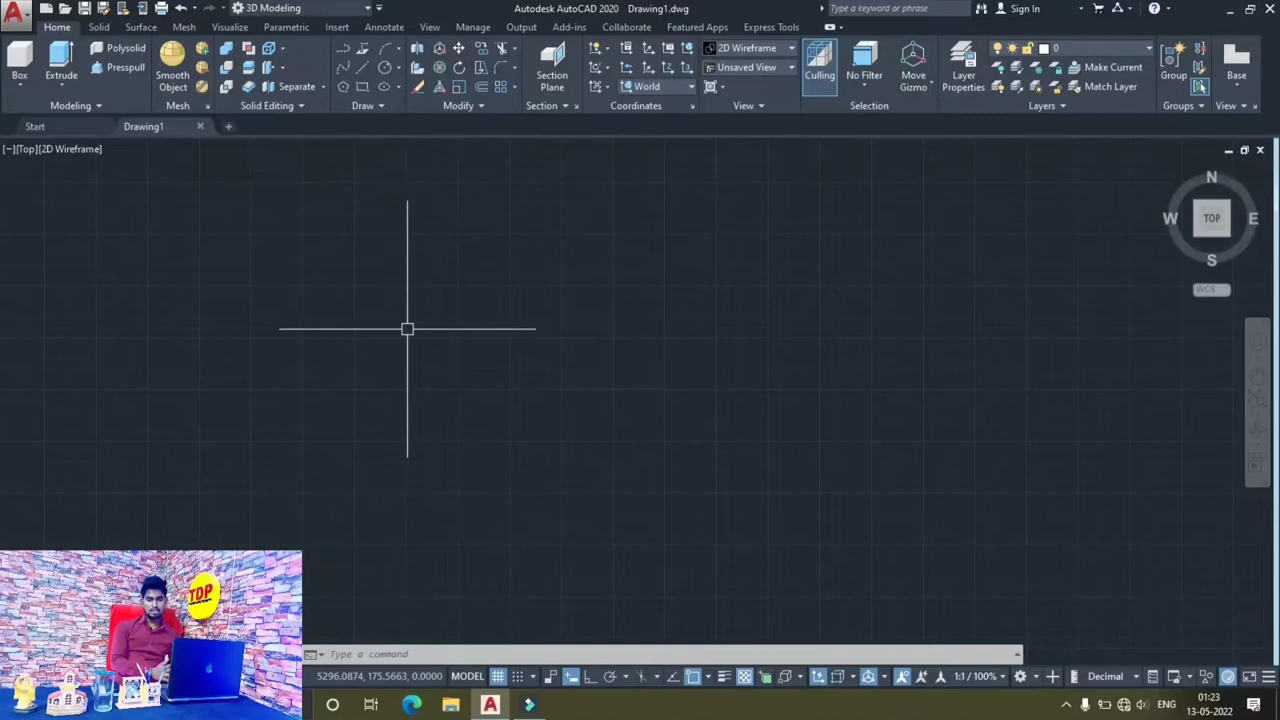 3D Modeling
Autodesk AutoCAD 2020 Drawing1.dwg
Type a keyword or phrase
Sign In
Home Solid Surface Mesh Visualize Parametric Insert Annotate View Manage Output Add-ins Collaborate Featured Apps Express Tools
Box
Extrude
Polysolid
Presspull
Smooth Object
Separate
Section Plane
World
2D Wireframe
Unsaved View
Culling
No Filter
Move Gizmo
Layer Properties
0
Make Current
Match Layer
Group
Base
Modeling Mesh Solid Editing Draw Modify Section Coordinates View Selection Layers Groups View
Start Drawing1
[−][Top][2D Wireframe]
N
W TOP E
S
WCS
TDP
Type a command
5296.0874, 175.5663, 0.0000 MODEL 1:1 / 100% Decimal
ENG
01:23
13-05-2022